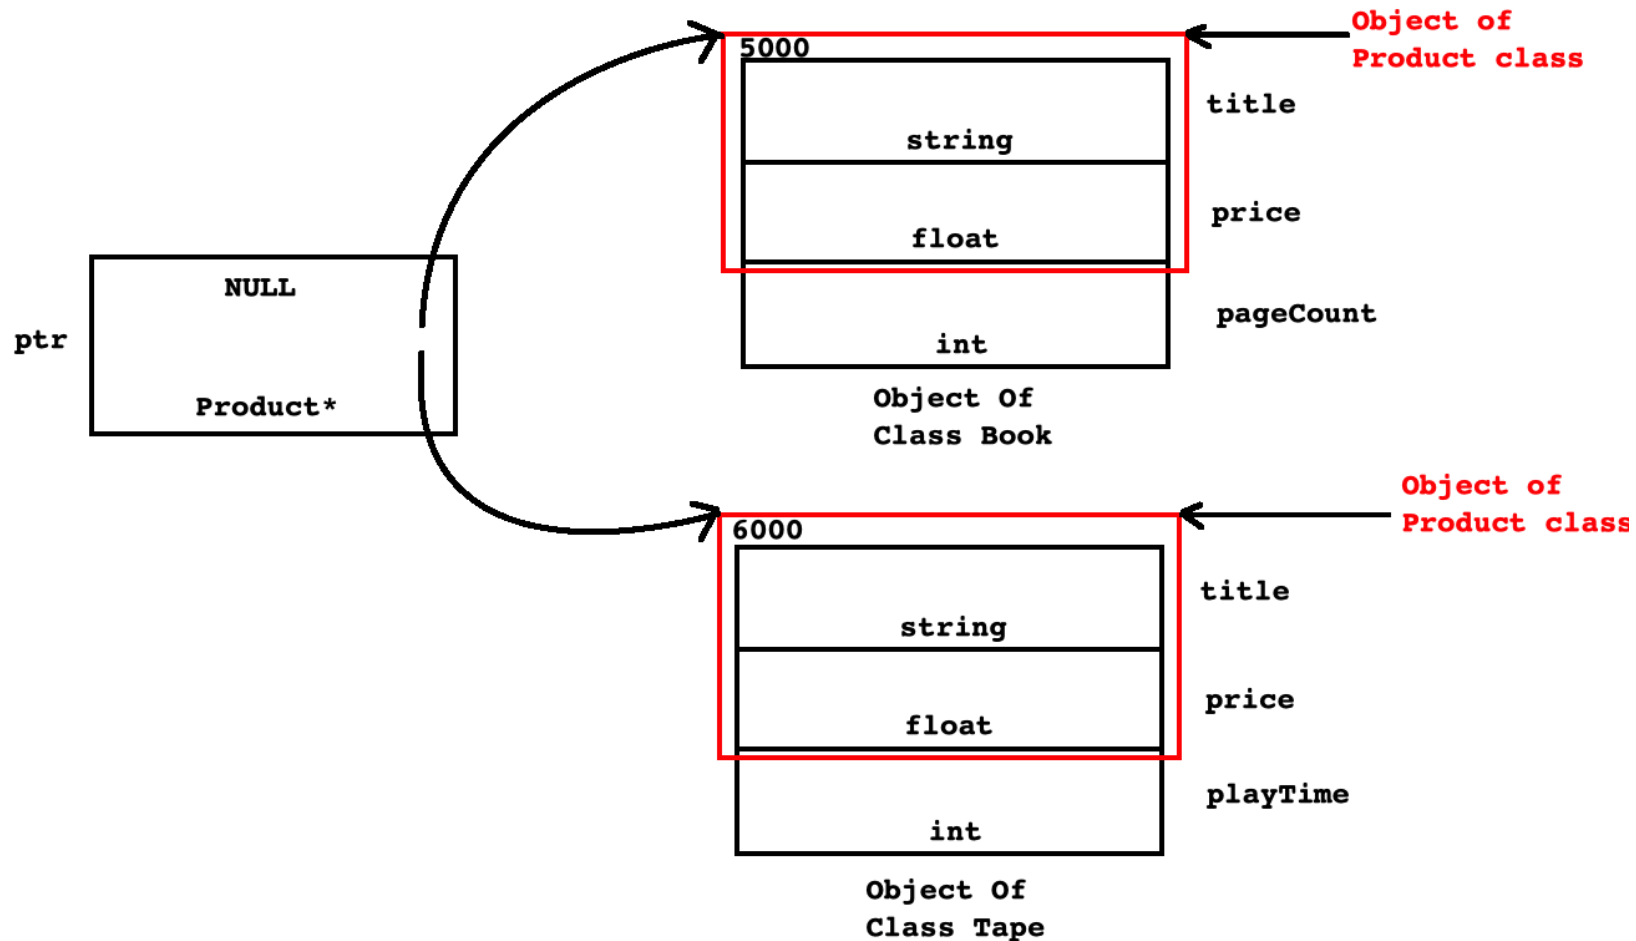 Object of
Product class
5000
title
string
price
float
NULL
ptr
Product*
pageCount
int
Object Of
Class Book
Object of
Product class
6000
title
string
price
float
playTime
int
Object Of
Class Tape